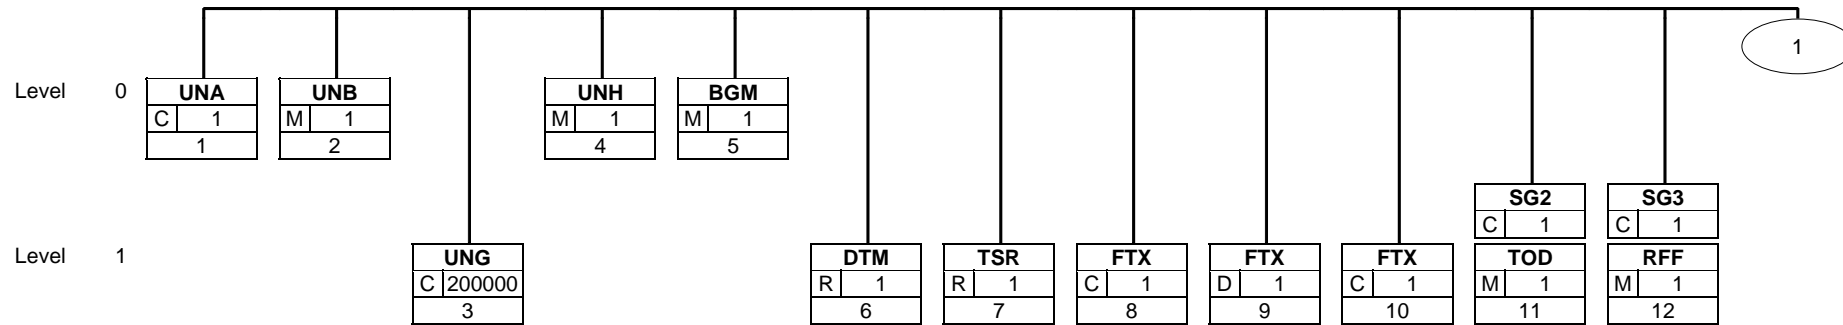 1
Level 0 UNA UNB UNH BGM
C 1 M 1 M 1 M 1
1 2 4 5
SG2 SG3
C 1 C 1
Level 1 UNG DTM TSR FTX FTX FTX TOD RFF
C 200000 R 1 R 1 C 1 D 1 C 1 M 1 M 1
3 6 7 8 9 10 11 12